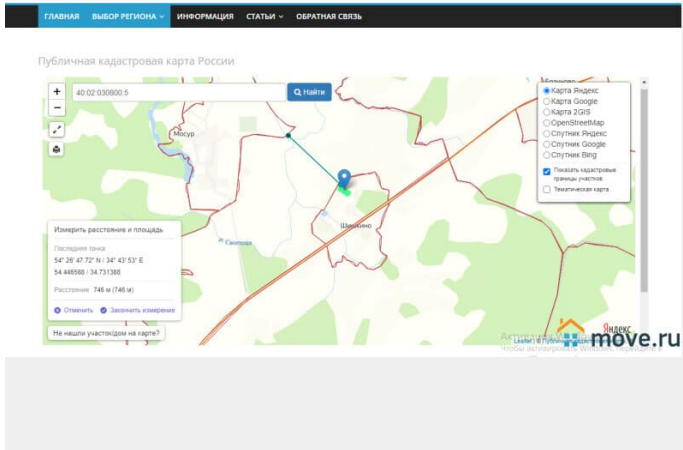 ГЛАВНАЯ ВЫБОР РЕГИОНА ИНФОРМАЦИЯ СТАТЬИ ОБРАТНАЯ СВЯЗЬ
Публичная кадастровая карта России
+ 40:02:030800:5 Найти
−
Карта Яндекс
Карта Google
Карта 2GIS
OpenStreetMap
Спутник Яндекс
Спутник Google
Спутник Bing
Показать кадастровые
границы участков
Тематическая карта
Мосур
Шишкино
Измерить расстояние и площадь
Последняя точка
54° 26' 47.72" N / 34° 43' 53" E
54.446588 / 34.731388
Расстояние 746 м (746 м)
Отменить Закончить измерение
Не нашли участок/дом на карте?
Яндекс
move.ru
Leaflet | ©